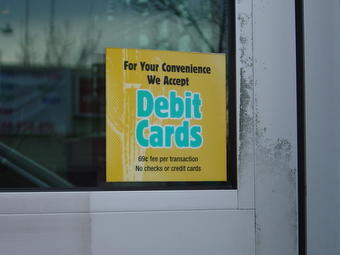 For Your Convenience
We Accept
Debit
Cards
69¢ fee per transaction
No checks or credit cards